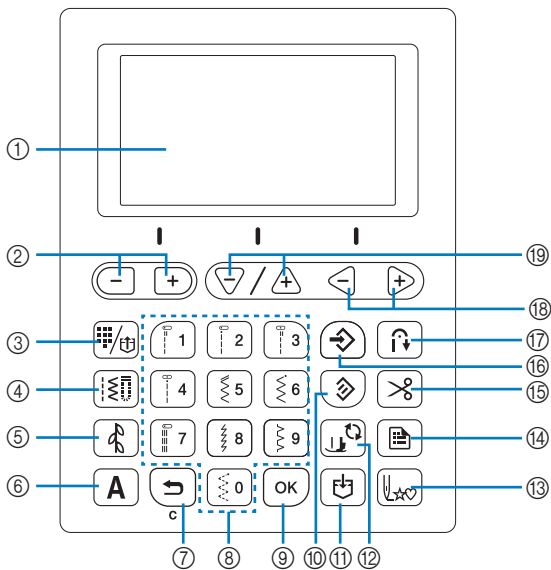 ①
② − + − / + − + ⑲
⑱
③ 1 2 3 ⑰
⑯
④ 4 5 6 ⑮
⑤ 7 8 9 ⑭
⑥ A 0 OK ⑬
C
⑦ ⑧ ⑨ ⑩ ⑪ ⑫